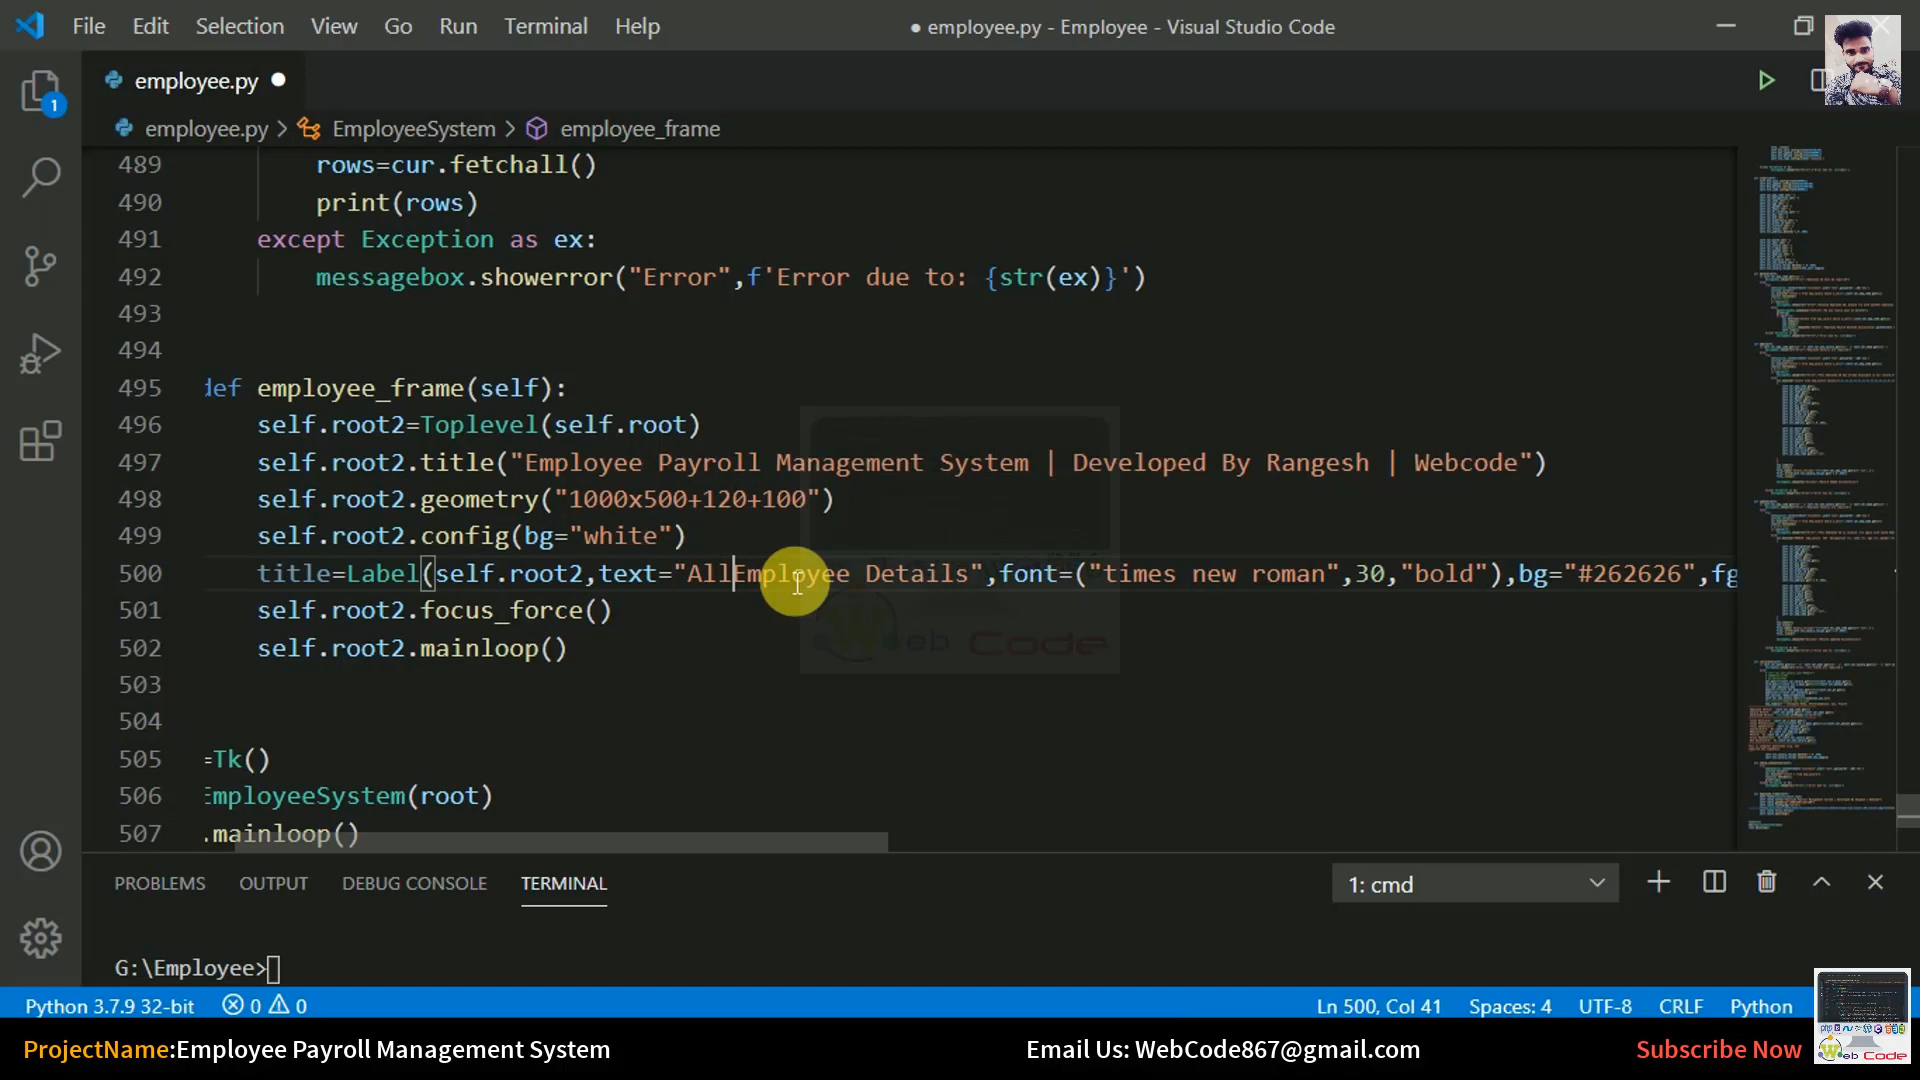 File Edit Selection View Go Run Terminal Help
● employee.py - Employee - Visual Studio Code
employee.py ●
employee.py > EmployeeSystem > employee_frame
489 rows=cur.fetchall()
490 print(rows)
491 except Exception as ex:
492 messagebox.showerror("Error",f'Error due to: {str(ex)}')
493
494
495 def employee_frame(self):
496 self.root2=Toplevel(self.root)
497 self.root2.title("Employee Payroll Management System | Developed By Rangesh | Webcode")
498 self.root2.geometry("1000x500+120+100")
499 self.root2.config(bg="white")
500 title=Label(self.root2,text="AllEmployee Details",font=("times new roman",30,"bold"),bg="#262626",fg
501 self.root2.focus_force()
502 self.root2.mainloop()
503
504
505 =Tk()
506 EmployeeSystem(root)
507 .mainloop()
Web Code
PROBLEMS OUTPUT DEBUG CONSOLE TERMINAL
1: cmd
G:\Employee>
Python 3.7.9 32-bit 0 0
Ln 500, Col 41 Spaces: 4 UTF-8 CRLF Python
1
ProjectName:Employee Payroll Management System
Email Us: WebCode867@gmail.com
Subscribe Now
Web Code